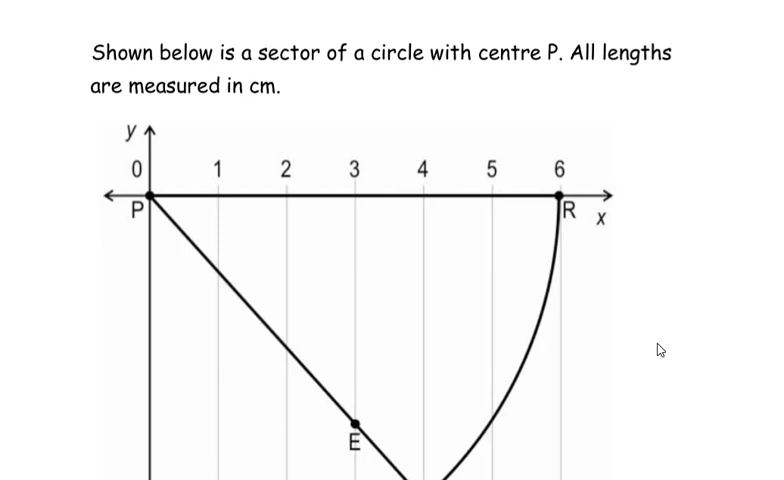 Shown below is a sector of a circle with centre P. All lengths
are measured in cm.
y
0 1 2 3 4 5 6
P R x
E